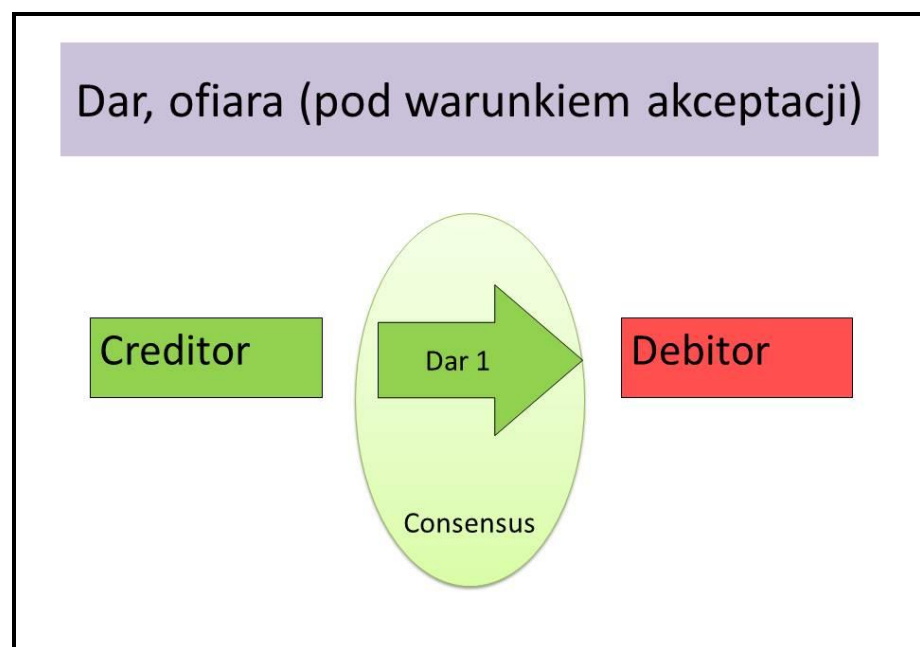 Dar, ofiara (pod warunkiem akceptacji)
Creditor
Dar 1
Debitor
Consensus